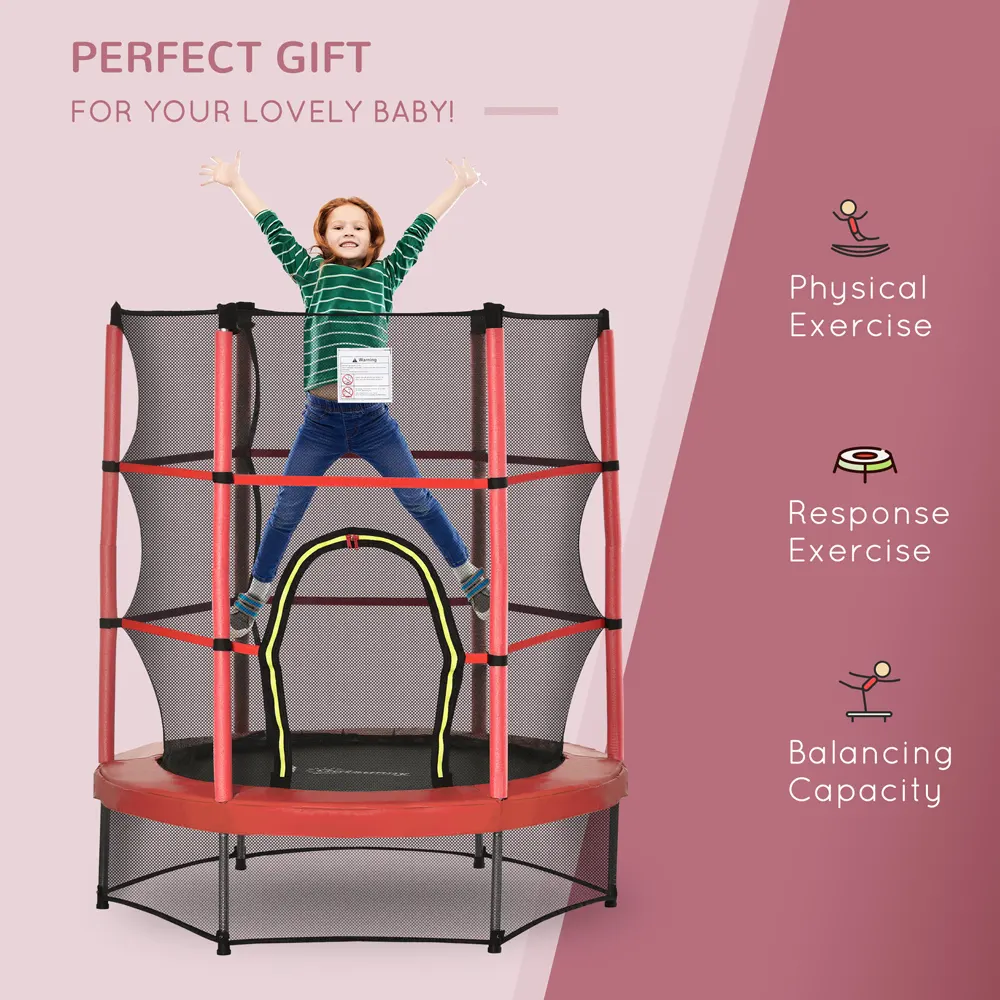 PERFECT GIFT
FOR YOUR LOVELY BABY!
Warning
Physical
Exercise
Response
Exercise
Balancing
Capacity